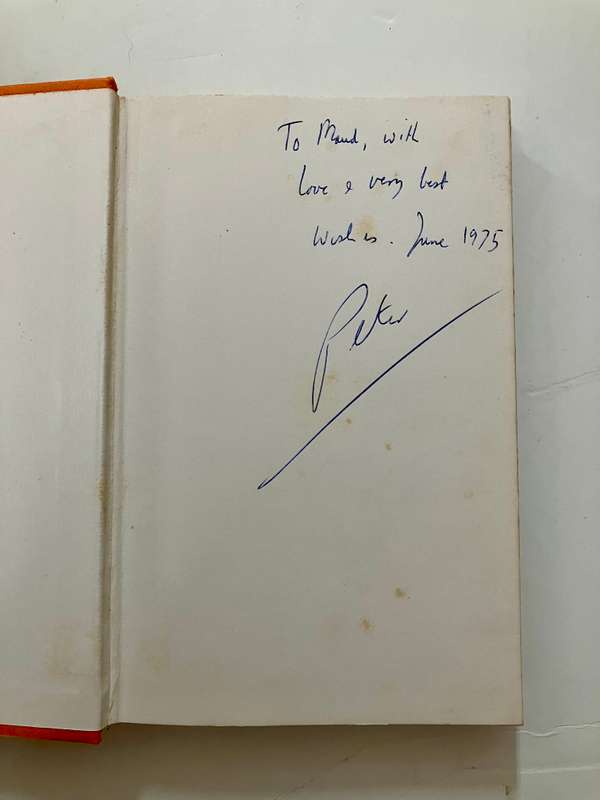 To Maud, with
love & very best
wishes. June 1975
Peter